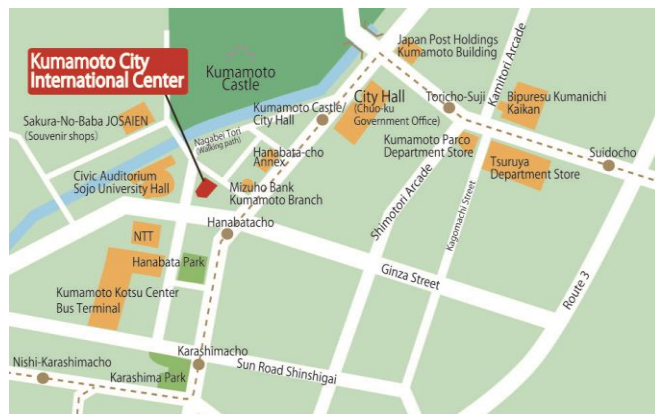 Kumamoto City
International Center
Kumamoto
Castle
Japan Post Holdings
Kumamoto Building
Kamitori Arcade
City Hall
(Chuo-ku
Government Office)
Toricho-Suji
Bipuresu Kumanichi
Kaikan
Kumamoto Castle/
City Hall
Sakura-No-Baba JOSAIEN
(Souvenir shops)
Nagabei Tori
(Walking path)
Hanabata-cho
Annex
Kumamoto Parco
Department Store
Suidocho
Tsuruya
Department Store
Civic Auditorium
Sojo University Hall
Mizuho Bank
Kumamoto Branch
Shimotori Arcade
Kagomachi Street
Hanabatacho
NTT
Hanabata Park
Ginza Street
Route 3
Kumamoto Kotsu Center
Bus Terminal
Nishi-Karashimacho
Karashimacho
Sun Road Shinshigai
Karashima Park